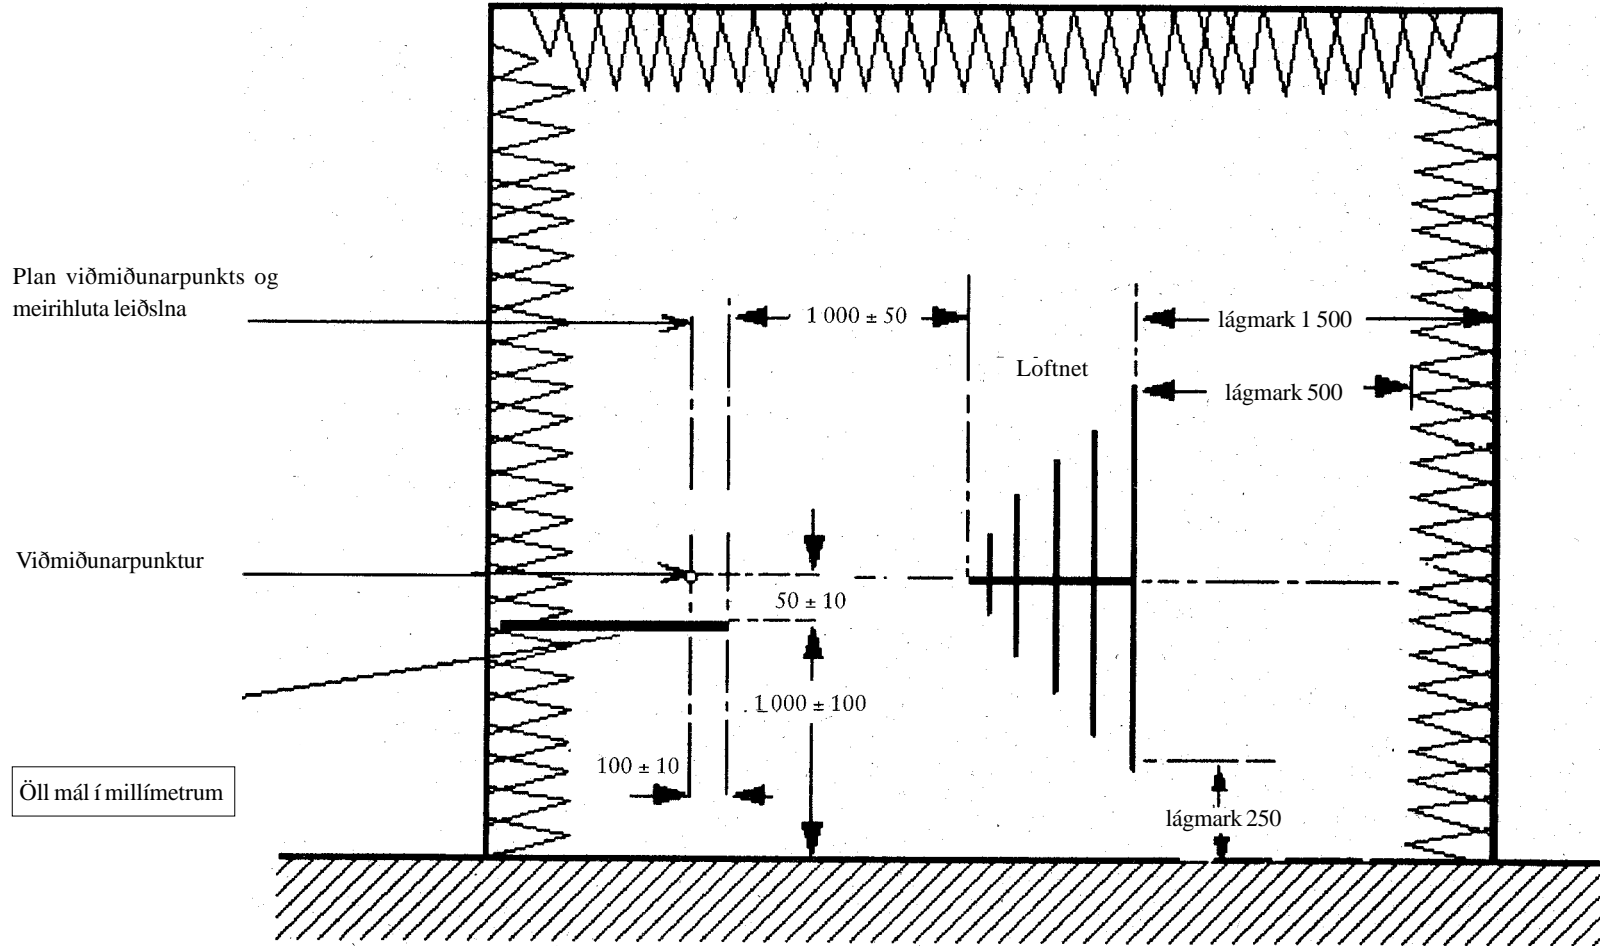 Plan viðmiðunarpunkts og
meirihluta leiðslna
1 000 ± 50
lágmark 1 500
Loftnet
lágmark 500
Viðmiðunarpunktur
50 ± 10
1 000 ± 100
100 ± 10
Öll mál í millímetrum
lágmark 250